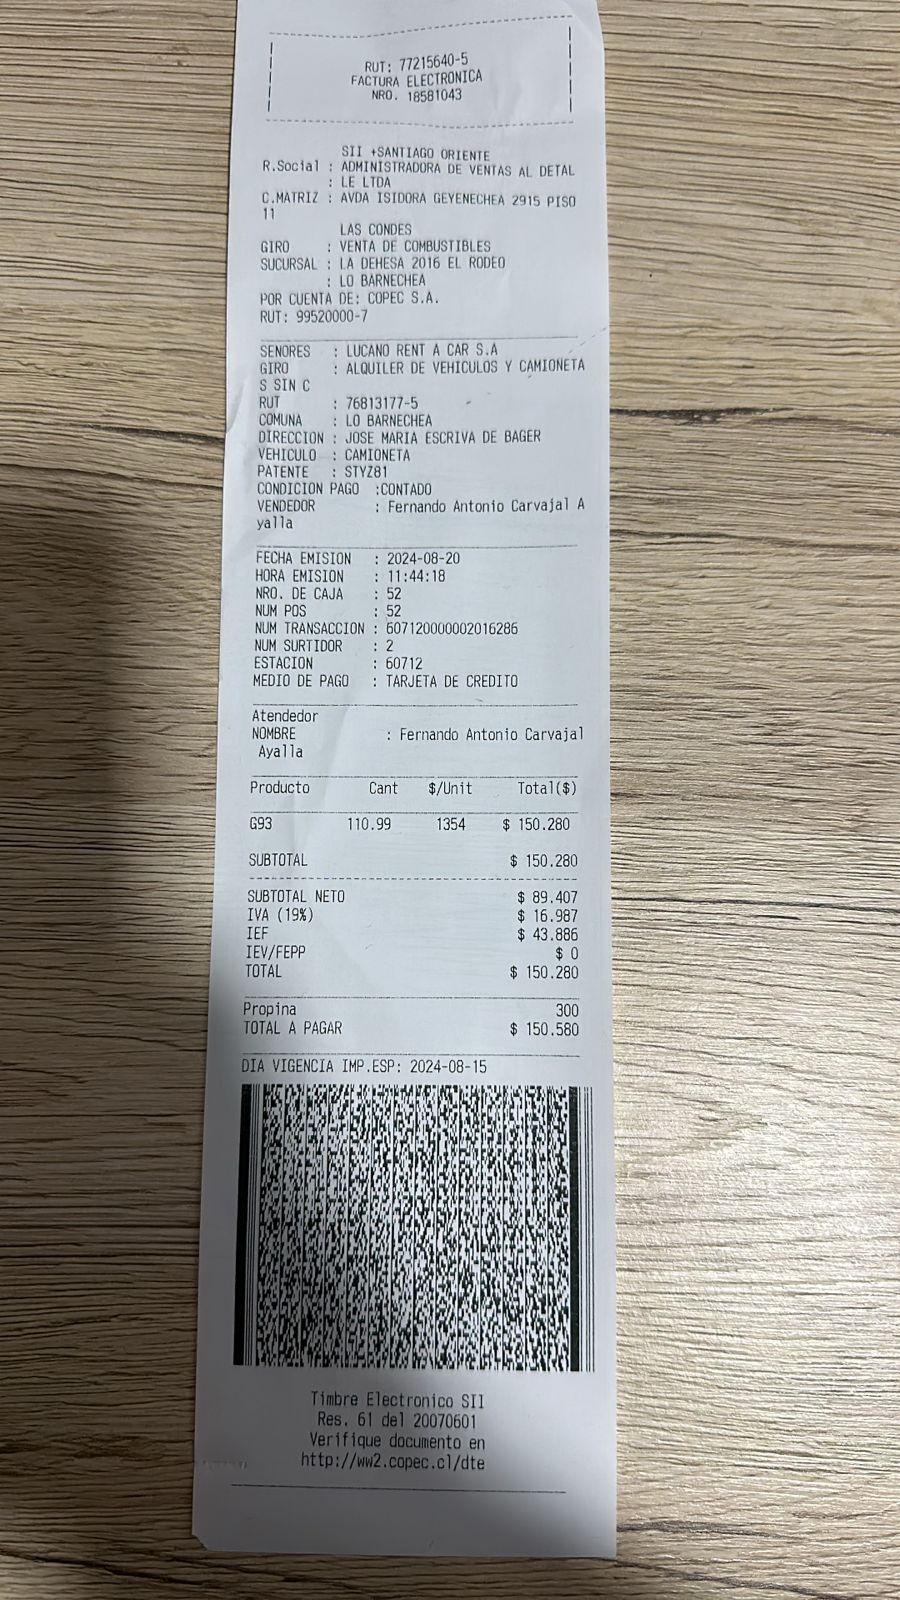 RUT: 77215640-5
FACTURA ELECTRONICA
NRO. 18581043
SII +SANTIAGO ORIENTE
R.Social : ADMINISTRADORA DE VENTAS AL DETAL
: LE LTDA
C.MATRIZ : AVDA ISIDORA GEYENECHEA 2915 PISO
11
LAS CONDES
GIRO : VENTA DE COMBUSTIBLES
SUCURSAL : LA DEHESA 2016 EL RODEO
: LO BARNECHEA
POR CUENTA DE: COPEC S.A.
RUT: 99520000-7
SENORES : LUCANO RENT A CAR S.A
GIRO : ALQUILER DE VEHICULOS Y CAMIONETA
S SIN C
RUT : 76813177-5
COMUNA : LO BARNECHEA
DIRECCION : JOSE MARIA ESCRIVA DE BAGER
VEHICULO : CAMIONETA
PATENTE : STYZ81
CONDICION PAGO :CONTADO
VENDEDOR : Fernando Antonio Carvajal A
yalla
FECHA EMISION : 2024-08-20
HORA EMISION : 11:44:18
NRO. DE CAJA : 52
NUM POS : 52
NUM TRANSACCION : 607120000002016286
NUM SURTIDOR : 2
ESTACION : 60712
MEDIO DE PAGO : TARJETA DE CREDITO
Atendedor
NOMBRE : Fernando Antonio Carvajal
Ayalla
Producto Cant $/Unit Total($)
G93 110.99 1354 $ 150.280
SUBTOTAL $ 150.280
SUBTOTAL NETO $ 89.407
IVA (19%) $ 16.987
IEF $ 43.886
IEV/FEPP $ 0
TOTAL $ 150.280
Propina 300
TOTAL A PAGAR $ 150.580
DIA VIGENCIA IMP.ESP: 2024-08-15
Timbre Electronico SII
Res. 61 del 20070601
Verifique documento en
http://ww2.copec.cl/dte